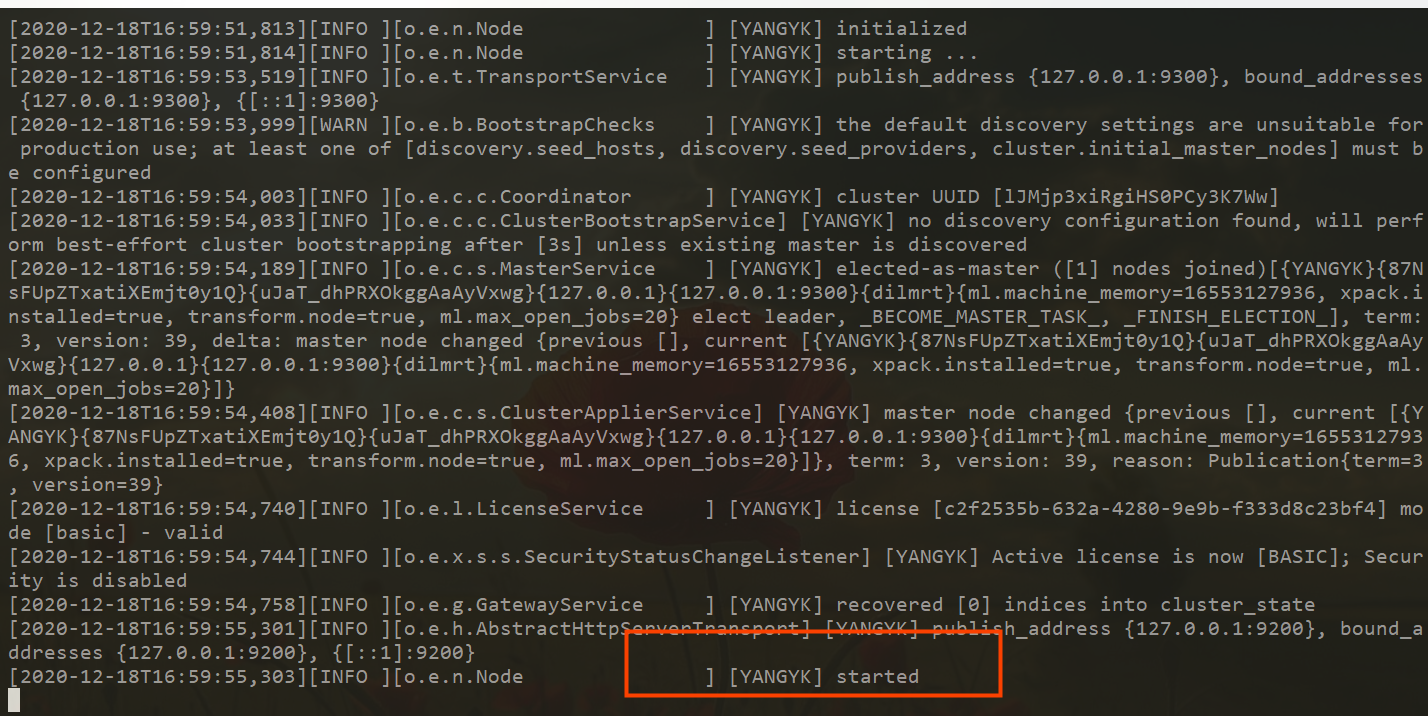 [2020-12-18T16:59:51,813][INFO ][o.e.n.Node               ] [YANGYK] initialized
[2020-12-18T16:59:51,814][INFO ][o.e.n.Node               ] [YANGYK] starting ...
[2020-12-18T16:59:53,519][INFO ][o.e.t.TransportService   ] [YANGYK] publish_address {127.0.0.1:9300}, bound_addresses
 {127.0.0.1:9300}, {[::1]:9300}
[2020-12-18T16:59:53,999][WARN ][o.e.b.BootstrapChecks    ] [YANGYK] the default discovery settings are unsuitable for
 production use; at least one of [discovery.seed_hosts, discovery.seed_providers, cluster.initial_master_nodes] must b
e configured
[2020-12-18T16:59:54,003][INFO ][o.e.c.c.Coordinator      ] [YANGYK] cluster UUID [lJMjp3xiRgiHS0PCy3K7Ww]
[2020-12-18T16:59:54,033][INFO ][o.e.c.c.ClusterBootstrapService] [YANGYK] no discovery configuration found, will perf
orm best-effort cluster bootstrapping after [3s] unless existing master is discovered
[2020-12-18T16:59:54,189][INFO ][o.e.c.s.MasterService    ] [YANGYK] elected-as-master ([1] nodes joined)[{YANGYK}{87N
sFUpZTxatiXEmjt0y1Q}{uJaT_dhPRXOkggAaAyVxwg}{127.0.0.1}{127.0.0.1:9300}{dilmrt}{ml.machine_memory=16553127936, xpack.i
nstalled=true, transform.node=true, ml.max_open_jobs=20} elect leader, _BECOME_MASTER_TASK_, _FINISH_ELECTION_], term:
 3, version: 39, delta: master node changed {previous [], current [{YANGYK}{87NsFUpZTxatiXEmjt0y1Q}{uJaT_dhPRXOkggAaAy
Vxwg}{127.0.0.1}{127.0.0.1:9300}{dilmrt}{ml.machine_memory=16553127936, xpack.installed=true, transform.node=true, ml.
max_open_jobs=20}]}
[2020-12-18T16:59:54,408][INFO ][o.e.c.s.ClusterApplierService] [YANGYK] master node changed {previous [], current [{Y
ANGYK}{87NsFUpZTxatiXEmjt0y1Q}{uJaT_dhPRXOkggAaAyVxwg}{127.0.0.1}{127.0.0.1:9300}{dilmrt}{ml.machine_memory=1655312793
6, xpack.installed=true, transform.node=true, ml.max_open_jobs=20}]}, term: 3, version: 39, reason: Publication{term=3
, version=39}
[2020-12-18T16:59:54,740][INFO ][o.e.l.LicenseService     ] [YANGYK] license [c2f2535b-632a-4280-9e9b-f333d8c23bf4] mo
de [basic] - valid
[2020-12-18T16:59:54,744][INFO ][o.e.x.s.s.SecurityStatusChangeListener] [YANGYK] Active license is now [BASIC]; Secur
ity is disabled
[2020-12-18T16:59:54,758][INFO ][o.e.g.GatewayService     ] [YANGYK] recovered [0] indices into cluster_state
[2020-12-18T16:59:55,301][INFO ][o.e.h.AbstractHttpServerTransport] [YANGYK] publish_address {127.0.0.1:9200}, bound_a
ddresses {127.0.0.1:9200}, {[::1]:9200}
[2020-12-18T16:59:55,303][INFO ][o.e.n.Node               ] [YANGYK] started